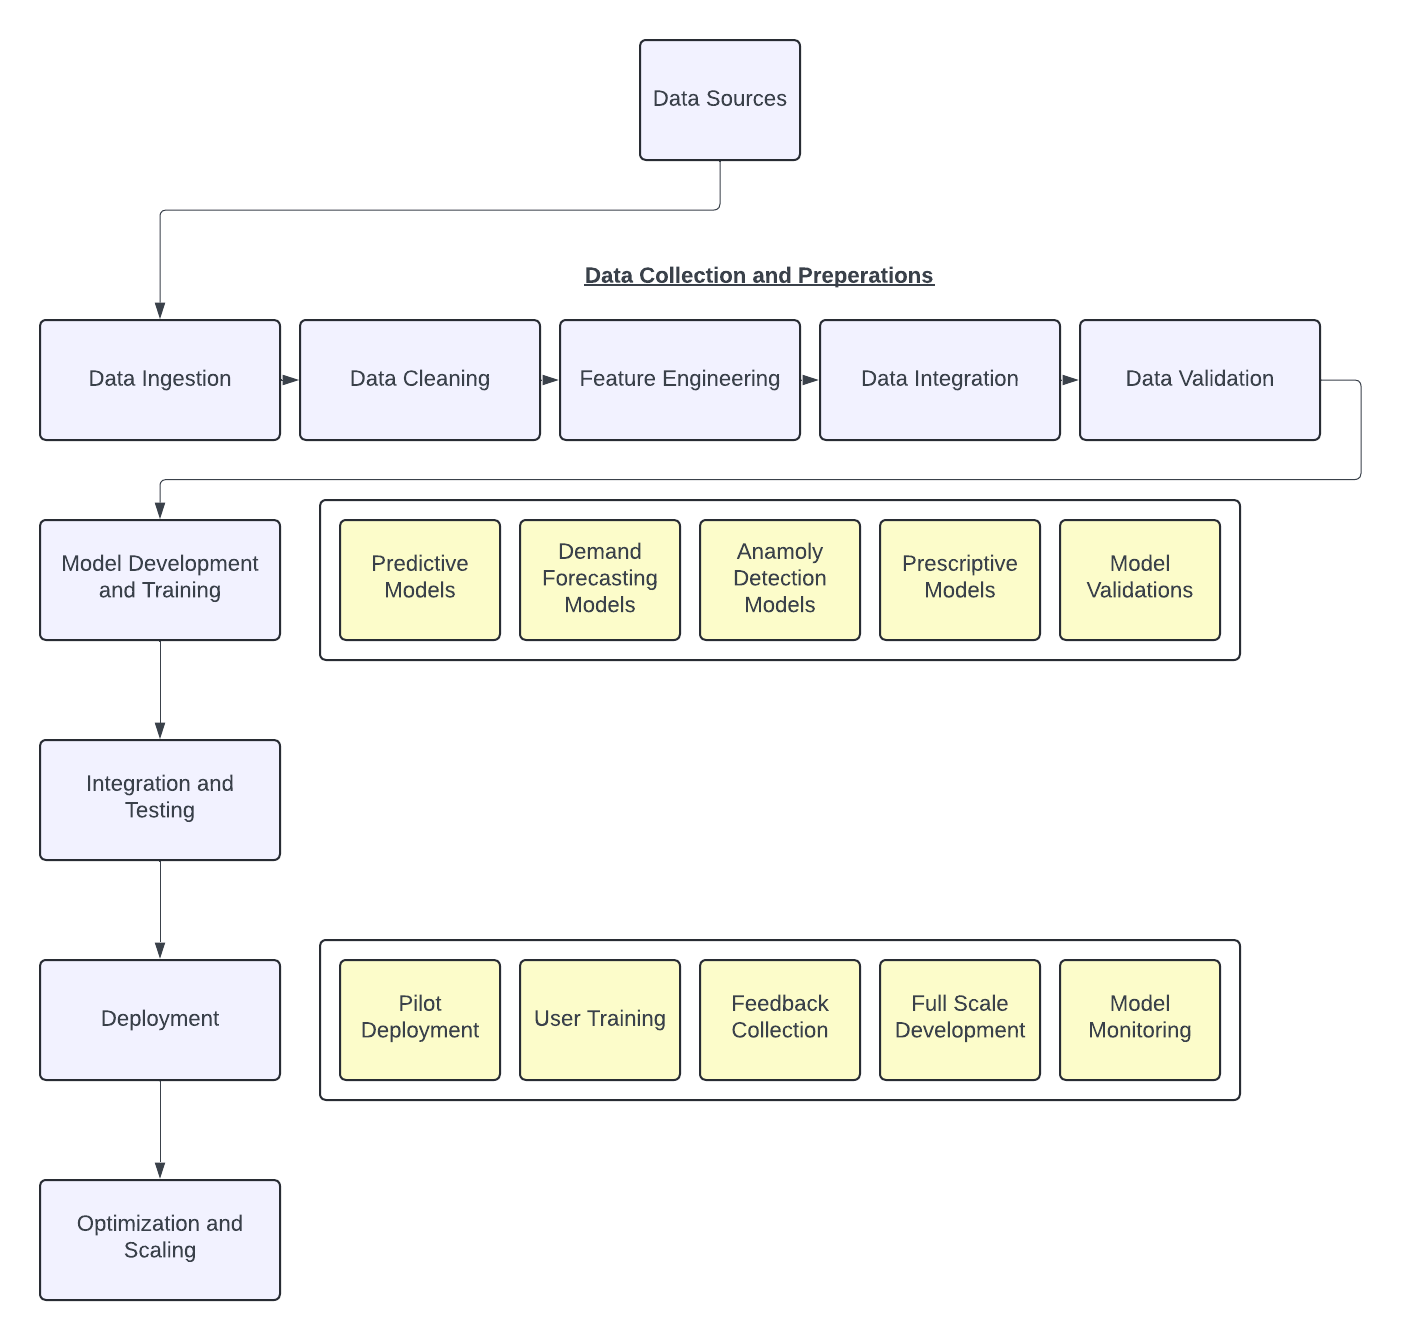 Data Sources
Data Collection and Preperations
Data Ingestion
Data Cleaning
Feature Engineering
Data Integration
Data Validation
Model Development
and Training
Predictive
Models
Demand
Forecasting
Models
Anamoly
Detection
Models
Prescriptive
Models
Model
Validations
Integration and
Testing
Deployment
Pilot
Deployment
User Training
Feedback
Collection
Full Scale
Development
Model
Monitoring
Optimization and
Scaling